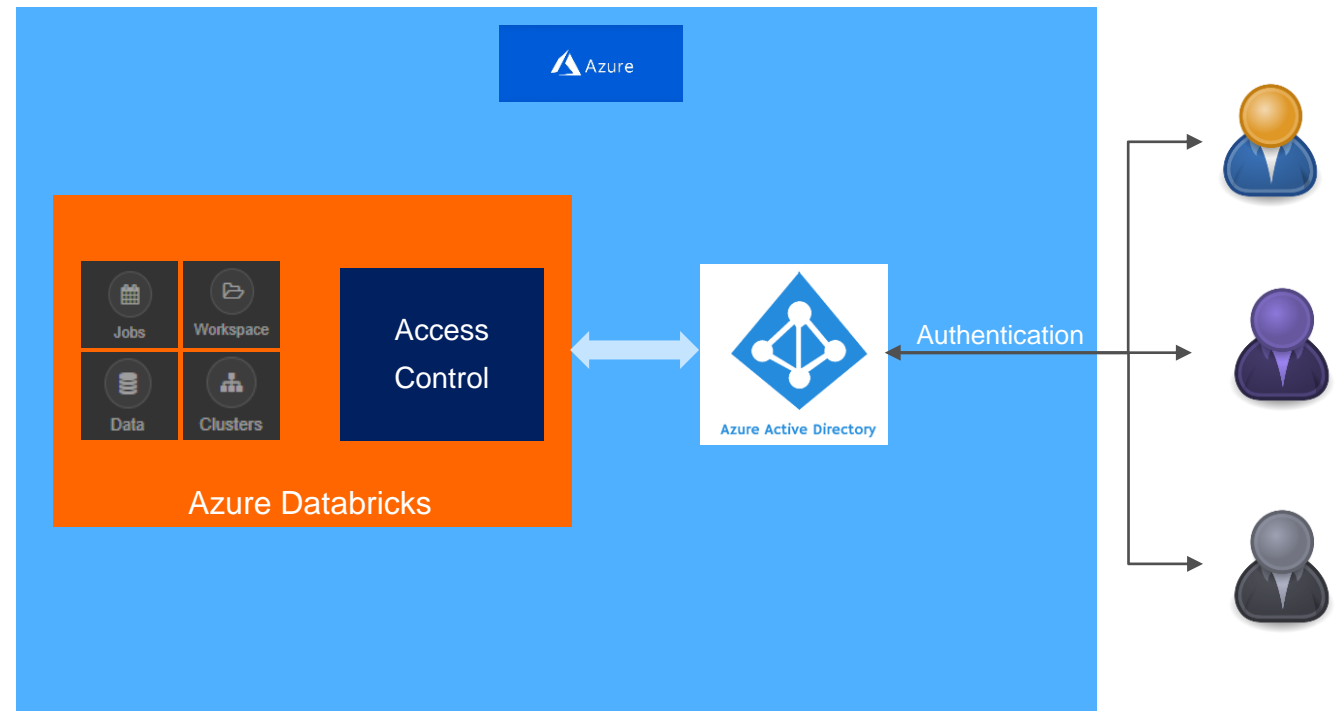 Azure
Jobs
Workspace
Data
Clusters
Access
Control
Azure Databricks
Azure Active Directory
Authentication